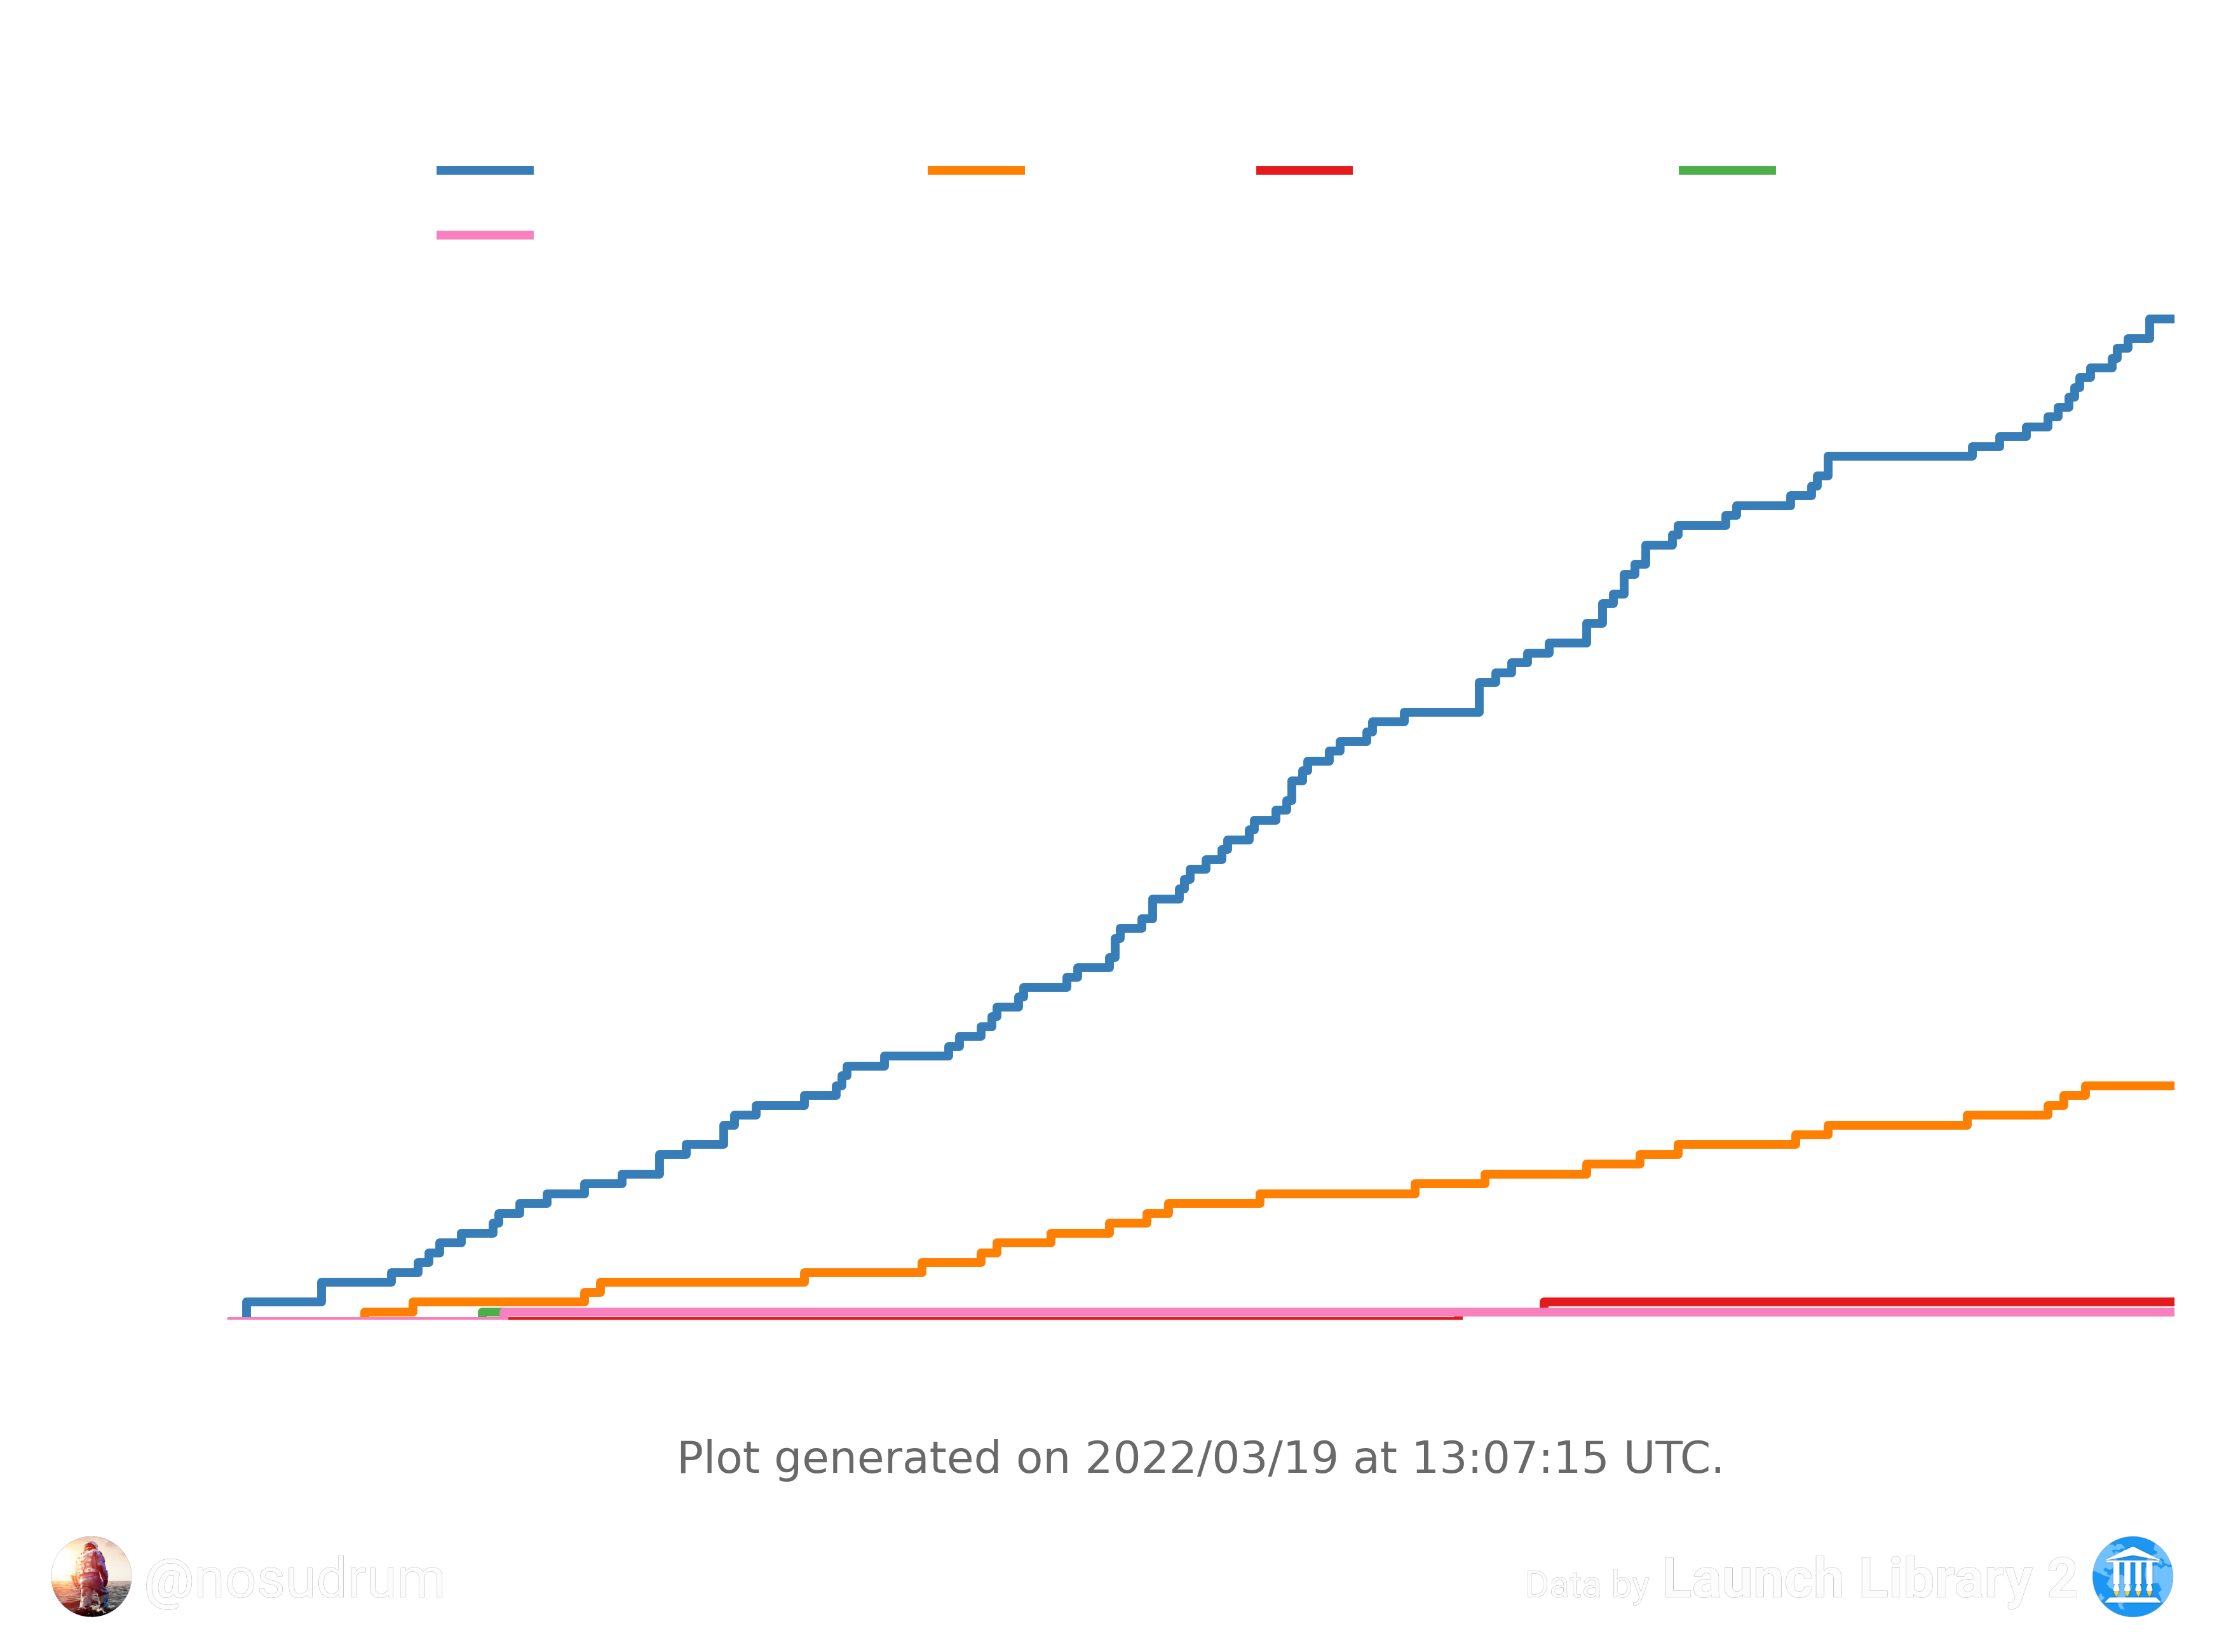 Plot generated on 2022/03/19 at 13:07:15 UTC.
@nosudrum
Data by Launch Library 2